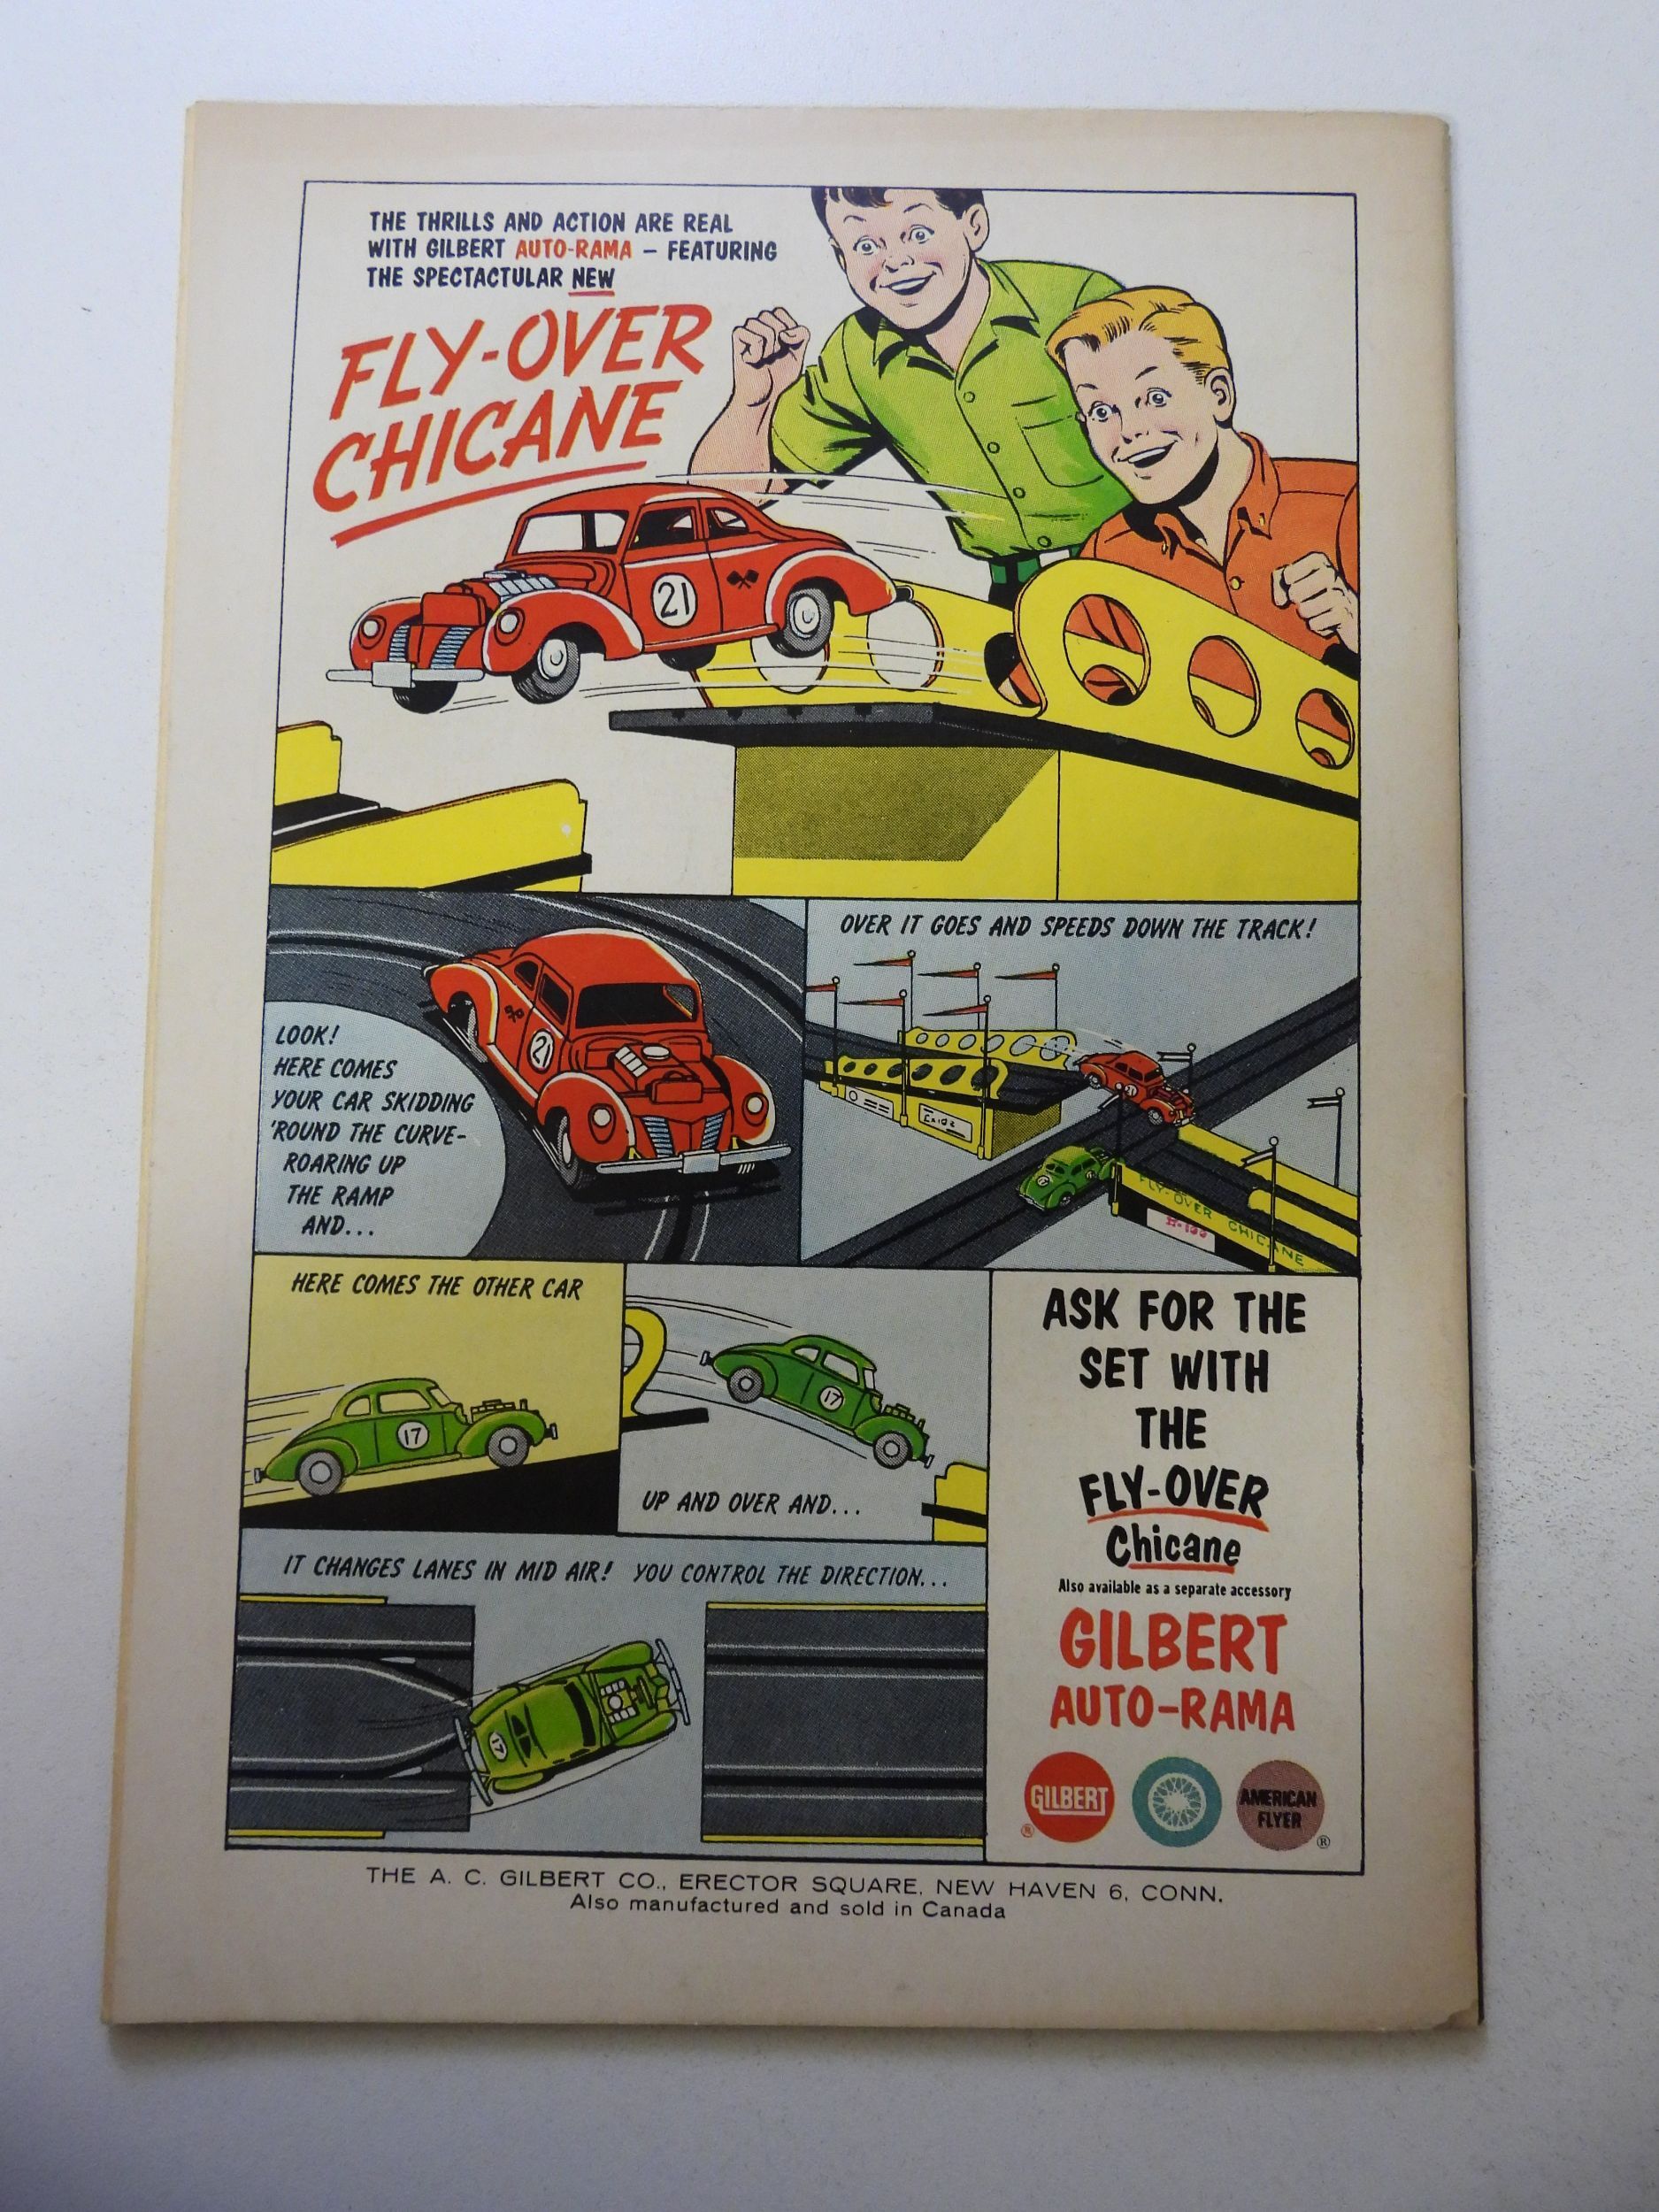 THE THRILLS AND ACTION ARE REAL
WITH GILBERT AUTO-RAMA – FEATURING
THE SPECTACTULAR NEW
FLY-OVER
CHICANE
21
LOOK!
HERE COMES
YOUR CAR SKIDDING
'ROUND THE CURVE-
ROARING UP
THE RAMP
AND...
21
OVER IT GOES AND SPEEDS DOWN THE TRACK!
21
17
FLY-OVER CHICANE
HERE COMES THE OTHER CAR
17
UP AND OVER AND...
17
IT CHANGES LANES IN MID AIR! YOU CONTROL THE DIRECTION...
17
ASK FOR THE
SET WITH
THE
FLY-OVER
Chicane
Also available as a separate accessory
GILBERT
AUTO-RAMA
GILBERT
®
AMERICAN
FLYER
®
THE A. C. GILBERT CO., ERECTOR SQUARE, NEW HAVEN 6, CONN.
Also manufactured and sold in Canada